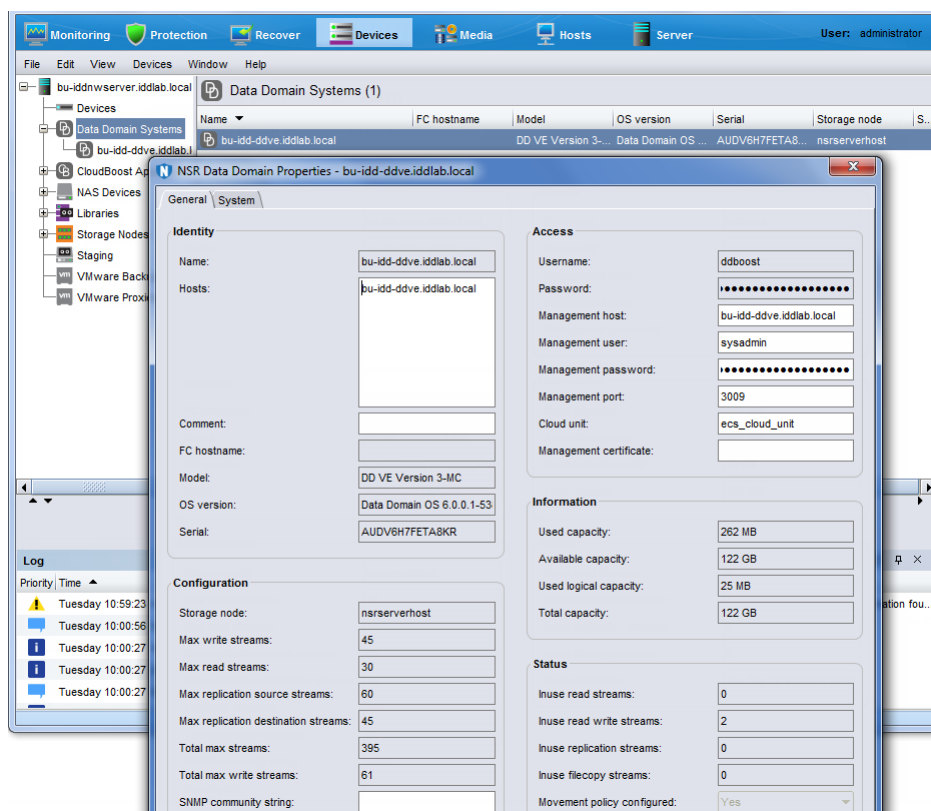 Monitoring Protection Recover Devices Media Hosts Server User: administrator
File Edit View Devices Window Help
bu-iddnwserver.iddlab.local
Devices
Data Domain Systems
bu-idd-ddve.iddlab.l
CloudBoost Ap
NAS Devices
Libraries
Storage Nodes
Staging
VMware Back
VMware Proxi
Data Domain Systems (1)
Name FC hostname Model OS version Serial Storage node S...
bu-idd-ddve.iddlab.local DD VE Version 3-... Data Domain OS ... AUDV6H7FETA8... nsrserverhost
NSR Data Domain Properties - bu-idd-ddve.iddlab.local
General System
Identity
Name: bu-idd-ddve.iddlab.local
Hosts: bu-idd-ddve.iddlab.local
Comment:
FC hostname:
Model: DD VE Version 3-MC
OS version: Data Domain OS 6.0.0.1-53
Serial: AUDV6H7FETA8KR
Configuration
Storage node: nsrserverhost
Max write streams: 45
Max read streams: 30
Max replication source streams: 60
Max replication destination streams: 45
Total max streams: 395
Total max write streams: 61
SNMP community string:
Access
Username: ddboost
Password:
Management host: bu-idd-ddve.iddlab.local
Management user: sysadmin
Management password:
Management port: 3009
Cloud unit: ecs_cloud_unit
Management certificate:
Information
Used capacity: 262 MB
Available capacity: 122 GB
Used logical capacity: 25 MB
Total capacity: 122 GB
Status
Inuse read streams: 0
Inuse read write streams: 2
Inuse replication streams: 0
Inuse filecopy streams: 0
Movement policy configured: Yes
Log
Priority Time
Tuesday 10:59:23 ation fou...
Tuesday 10:00:56
Tuesday 10:00:27
Tuesday 10:00:27
Tuesday 10:00:27